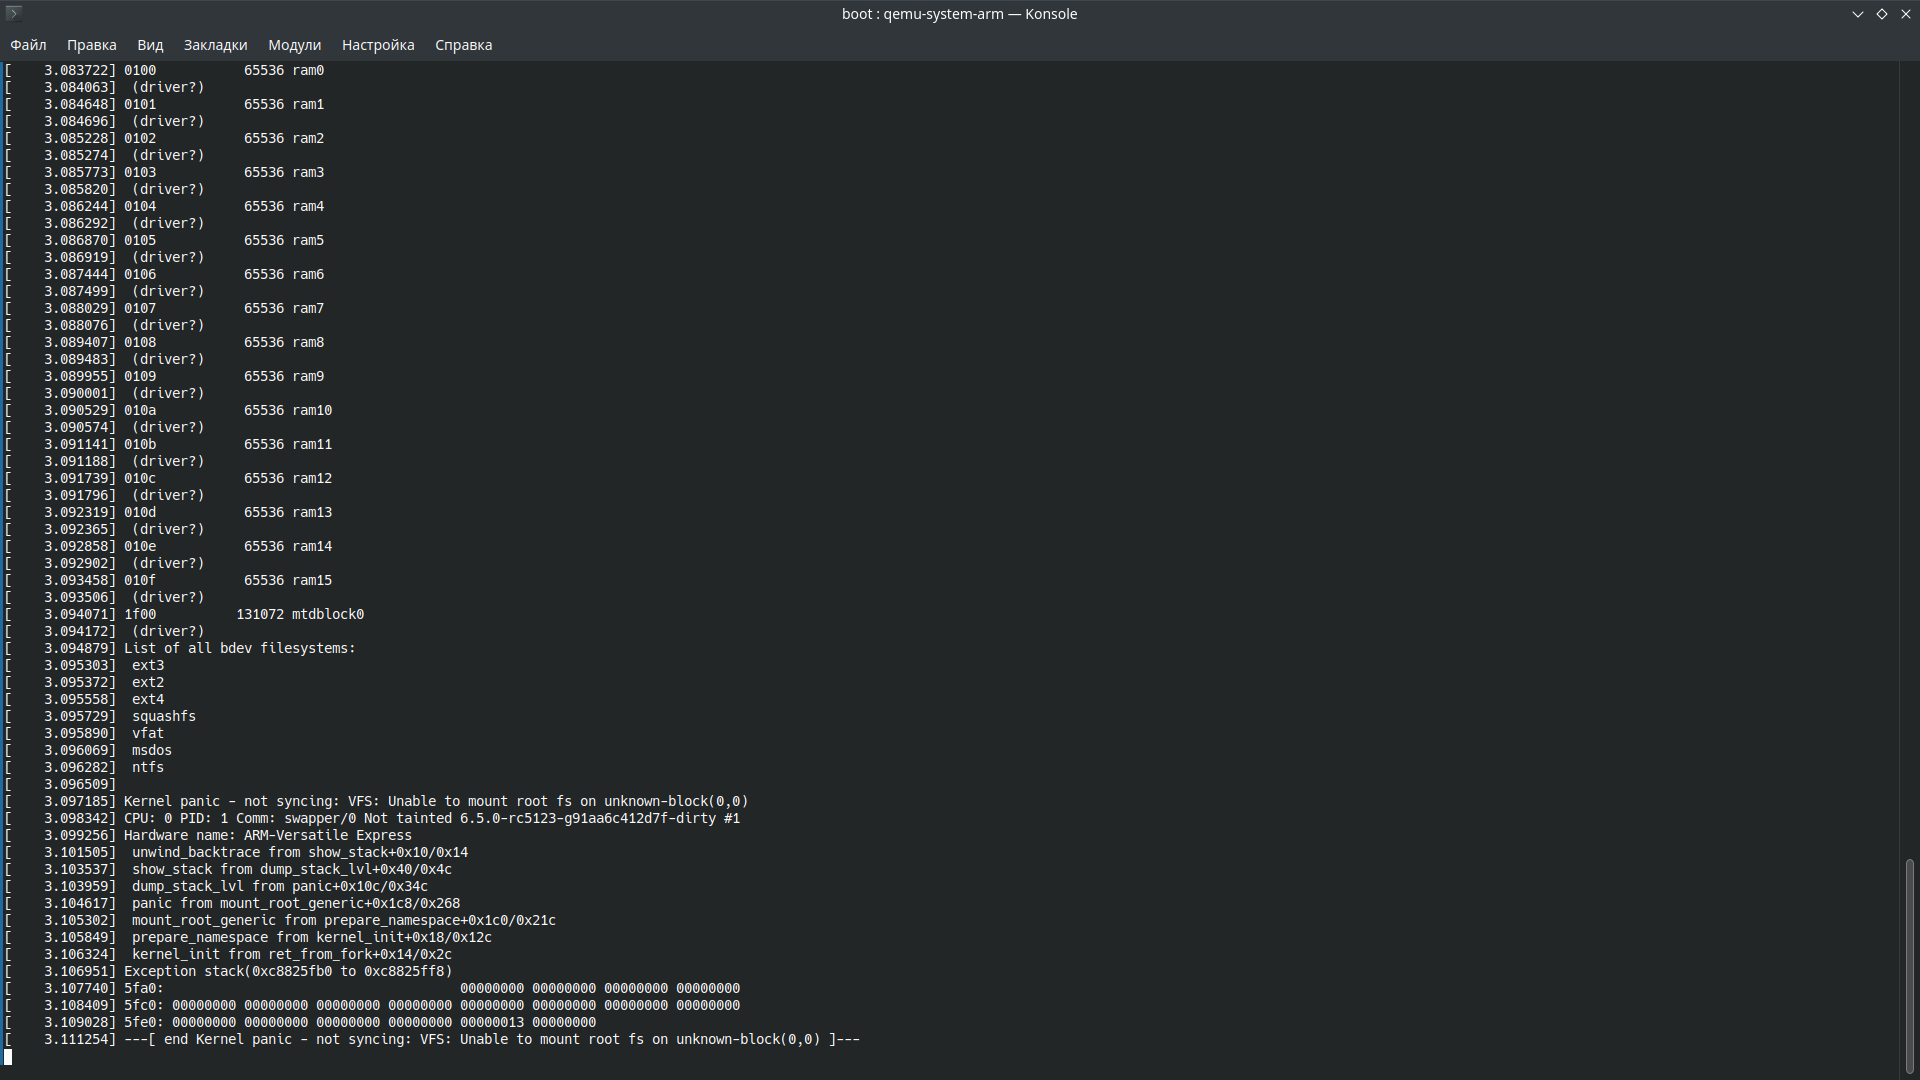 boot : qemu-system-arm — Konsole
Файл Правка Вид Закладки Модули Настройка Справка
[    3.083722] 0100           65536 ram0
[    3.084063]  (driver?)
[    3.084648] 0101           65536 ram1
[    3.084696]  (driver?)
[    3.085228] 0102           65536 ram2
[    3.085274]  (driver?)
[    3.085773] 0103           65536 ram3
[    3.085820]  (driver?)
[    3.086244] 0104           65536 ram4
[    3.086292]  (driver?)
[    3.086870] 0105           65536 ram5
[    3.086919]  (driver?)
[    3.087444] 0106           65536 ram6
[    3.087499]  (driver?)
[    3.088029] 0107           65536 ram7
[    3.088076]  (driver?)
[    3.089407] 0108           65536 ram8
[    3.089483]  (driver?)
[    3.089955] 0109           65536 ram9
[    3.090001]  (driver?)
[    3.090529] 010a           65536 ram10
[    3.090574]  (driver?)
[    3.091141] 010b           65536 ram11
[    3.091188]  (driver?)
[    3.091739] 010c           65536 ram12
[    3.091796]  (driver?)
[    3.092319] 010d           65536 ram13
[    3.092365]  (driver?)
[    3.092858] 010e           65536 ram14
[    3.092902]  (driver?)
[    3.093458] 010f           65536 ram15
[    3.093506]  (driver?)
[    3.094071] 1f00          131072 mtdblock0
[    3.094172]  (driver?)
[    3.094879] List of all bdev filesystems:
[    3.095303]  ext3
[    3.095372]  ext2
[    3.095558]  ext4
[    3.095729]  squashfs
[    3.095890]  vfat
[    3.096069]  msdos
[    3.096282]  ntfs
[    3.096509]
[    3.097185] Kernel panic - not syncing: VFS: Unable to mount root fs on unknown-block(0,0)
[    3.098342] CPU: 0 PID: 1 Comm: swapper/0 Not tainted 6.5.0-rc5123-g91aa6c412d7f-dirty #1
[    3.099256] Hardware name: ARM-Versatile Express
[    3.101505]  unwind_backtrace from show_stack+0x10/0x14
[    3.103537]  show_stack from dump_stack_lvl+0x40/0x4c
[    3.103959]  dump_stack_lvl from panic+0x10c/0x34c
[    3.104617]  panic from mount_root_generic+0x1c8/0x268
[    3.105302]  mount_root_generic from prepare_namespace+0x1c0/0x21c
[    3.105849]  prepare_namespace from kernel_init+0x18/0x12c
[    3.106324]  kernel_init from ret_from_fork+0x14/0x2c
[    3.106951] Exception stack(0xc8825fb0 to 0xc8825ff8)
[    3.107740] 5fa0:                                     00000000 00000000 00000000 00000000
[    3.108409] 5fc0: 00000000 00000000 00000000 00000000 00000000 00000000 00000000 00000000
[    3.109028] 5fe0: 00000000 00000000 00000000 00000000 00000013 00000000
[    3.111254] ---[ end Kernel panic - not syncing: VFS: Unable to mount root fs on unknown-block(0,0) ]---